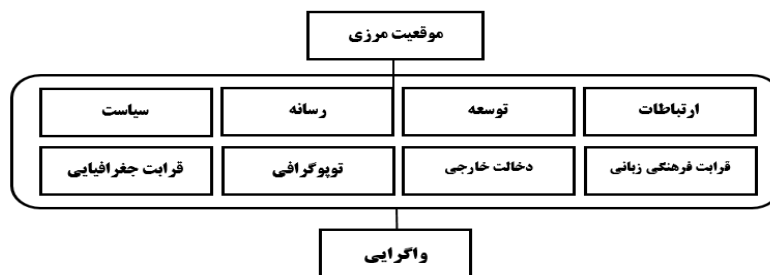 موقعیت مرزی
ارتباطات
توسعه
رسانه
سیاست
قرابت فرهنگی زبانی
دخالت خارجی
توپوگرافی
قرابت جغرافیایی
واگرایی